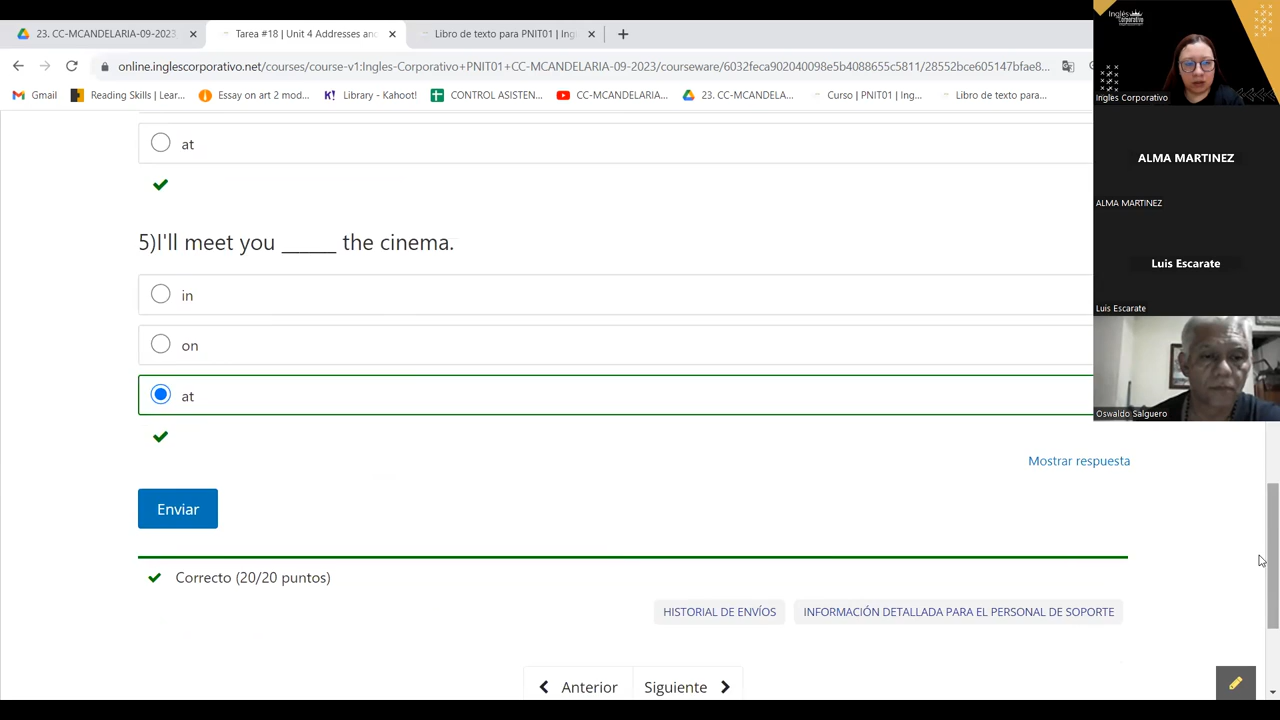 23. CC-MCANDELARIA-09-2023
Tarea #18 | Unit 4 Addresses an
Libro de texto para PNIT01 | Ing
online.inglescorporativo.net/courses/course-v1:Ingles-Corporativo+PNIT01+CC-MCANDELARIA-09-2023/courseware/6032feca902040098e5b4088655c5811/28552bce605147bfae8...
Gmail
Reading Skills | Lear...
Essay on art 2 mod...
Library - Kanopy
CONTROL ASISTEN...
CC-MCANDELARIA...
23. CC-MCANDELA...
Curso | PNIT01 | Ing...
Libro de texto para...
Inglés
Corporativo
Ingles Corporativo
ALMA MARTINEZ
ALMA MARTINEZ
Luis Escarate
Luis Escarate
Oswaldo Salguero
at
5)I'll meet you ______ the cinema.
in
on
at
Mostrar respuesta
Enviar
Correcto (20/20 puntos)
HISTORIAL DE ENVÍOS
INFORMACIÓN DETALLADA PARA EL PERSONAL DE SOPORTE
Anterior
Siguiente